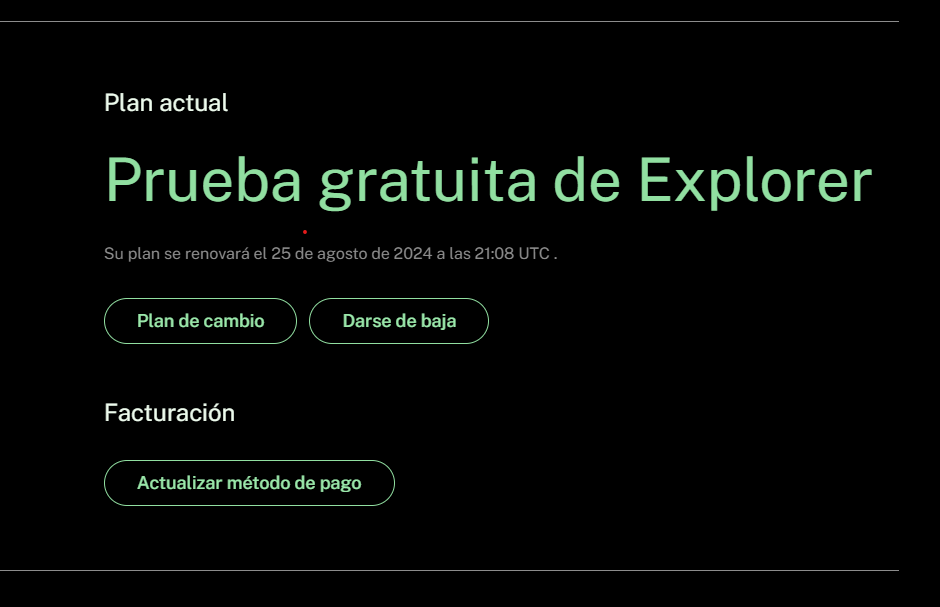 Plan actual
Prueba gratuita de Explorer
Su plan se renovará el 25 de agosto de 2024 a las 21:08 UTC .
Plan de cambio
Darse de baja
Facturación
Actualizar método de pago